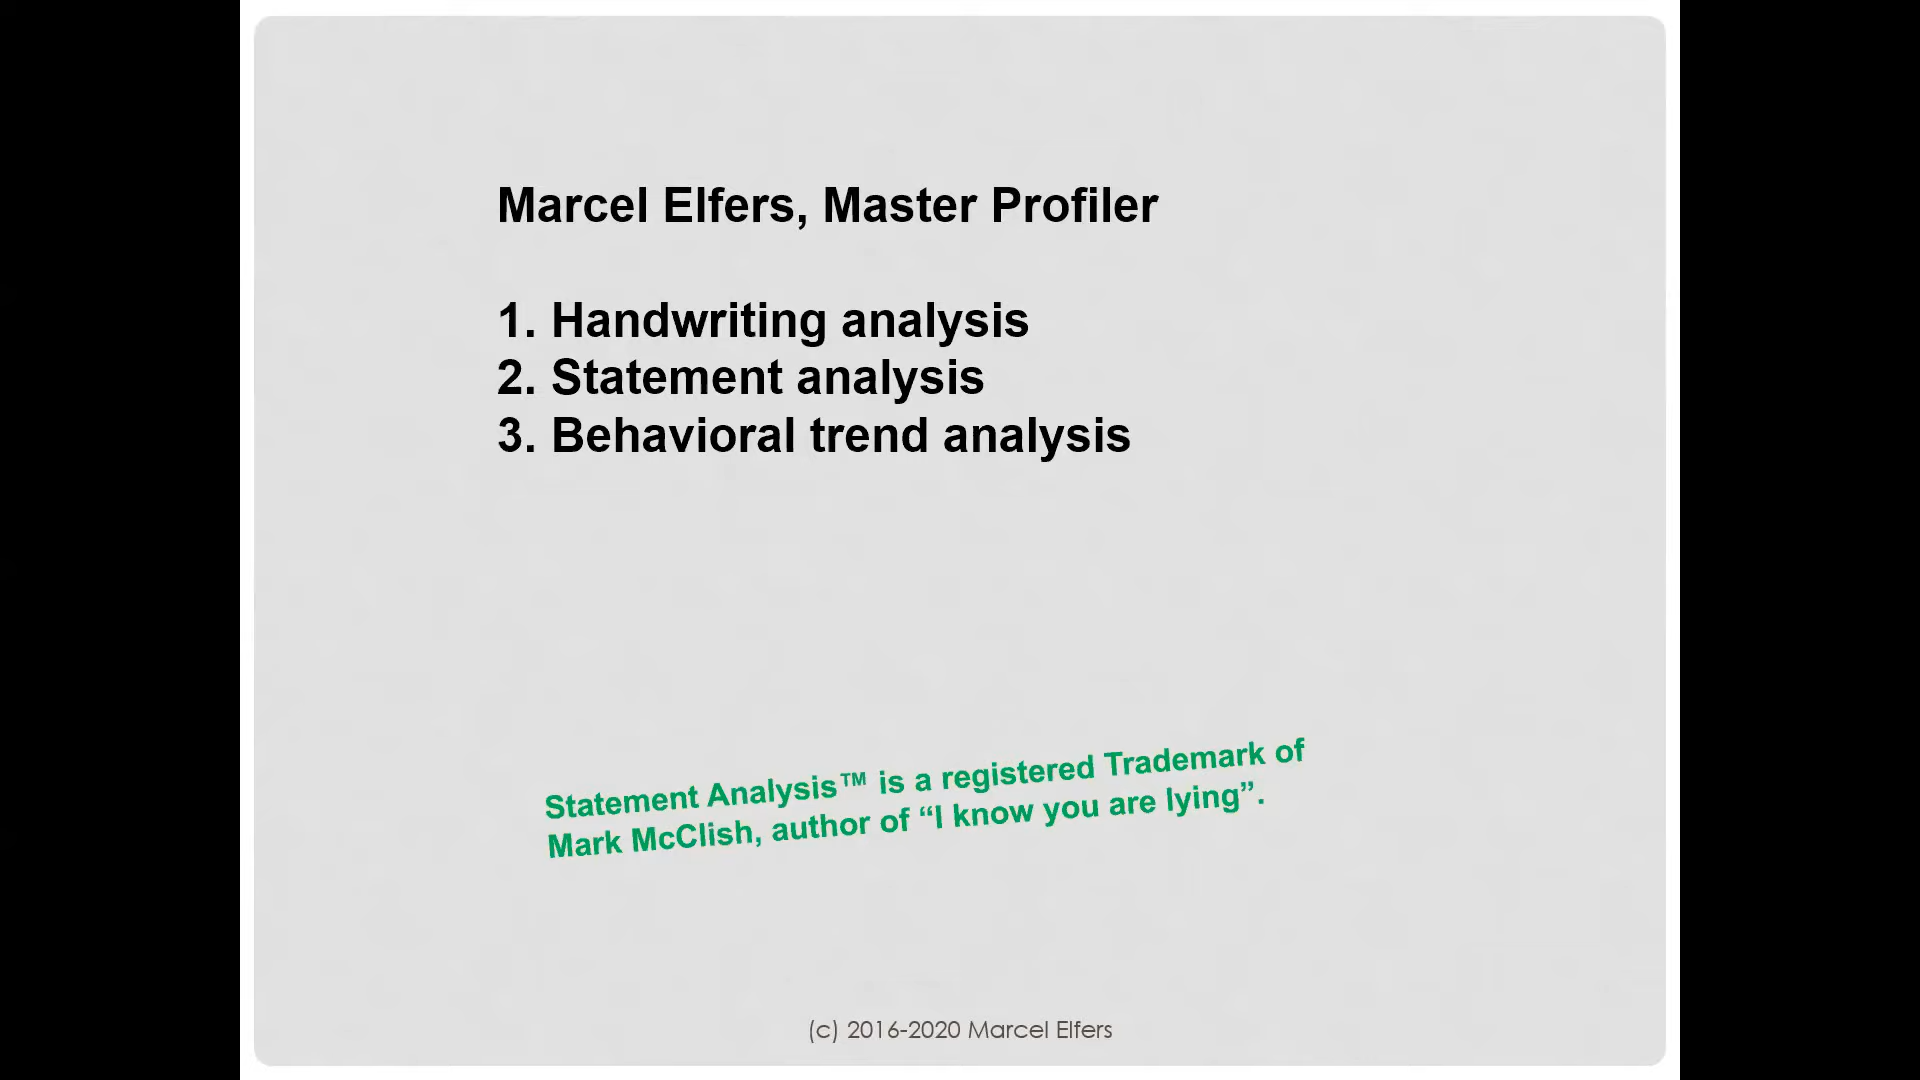 Marcel Elfers, Master Profiler
1. Handwriting analysis
2. Statement analysis
3. Behavioral trend analysis
Statement Analysis™ is a registered Trademark of
Mark McClish, author of “I know you are lying”.
(c) 2016-2020 Marcel Elfers